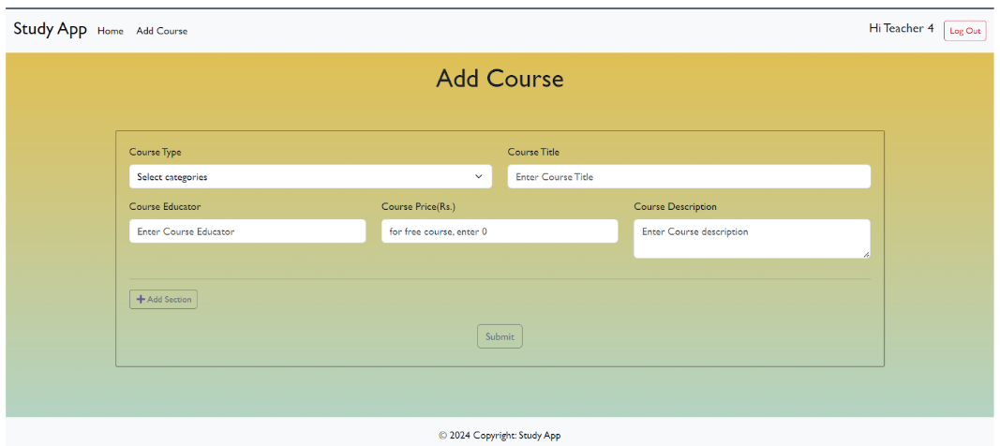 Study App Home Add Course Hi Teacher 4 Log Out
Add Course
Course Type Course Title
Select categories Enter Course Title
Course Educator Course Price(Rs.) Course Description
Enter Course Educator for free course, enter 0 Enter Course description
+ Add Section
Submit
© 2024 Copyright: Study App